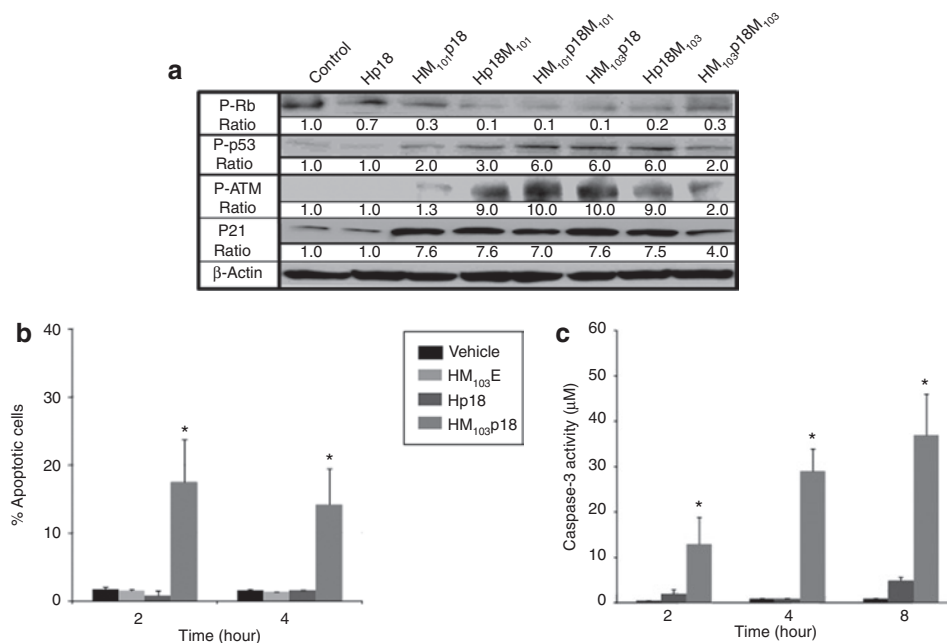 a
Control Hp18 HM₁₀₁p18 Hp18M₁₀₁ HM₁₀₁p18M₁₀₁ HM₁₀₃p18 Hp18M₁₀₃ HM₁₀₃p18M₁₀₃
P-Rb
Ratio 1.0 0.7 0.3 0.1 0.1 0.1 0.2 0.3
P-p53
Ratio 1.0 1.0 2.0 3.0 6.0 6.0 6.0 2.0
P-ATM
Ratio 1.0 1.0 1.3 9.0 10.0 10.0 9.0 2.0
P21
Ratio 1.0 1.0 7.6 7.6 7.0 7.6 7.5 4.0
β-Actin
b
% Apoptotic cells
40
30
20
10
0
* *
2 4
Time (hour)
Vehicle
HM₁₀₃E
Hp18
HM₁₀₃p18
c
Caspase-3 activity (μM)
60
50
40
30
20
10
0
* * *
2 4 8
Time (hour)